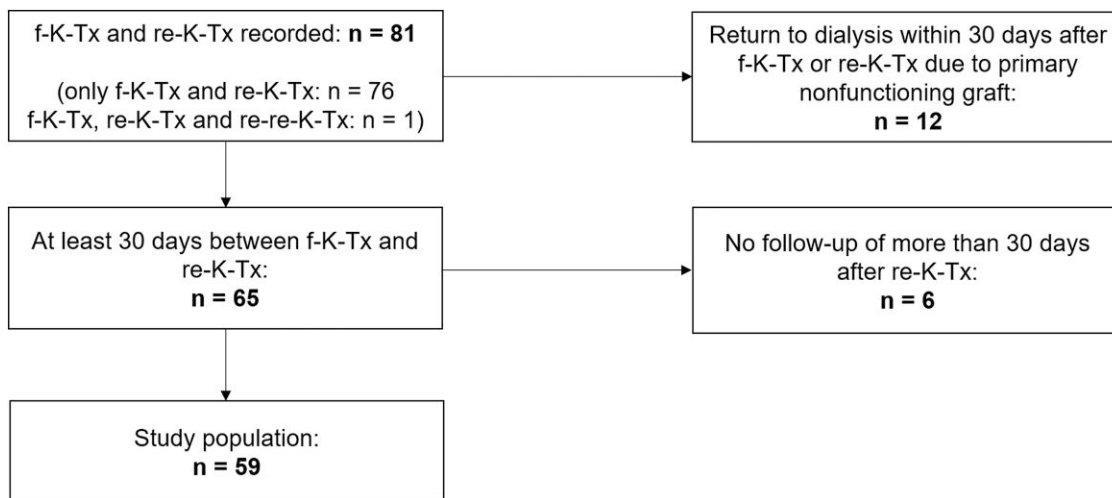 f-K-Tx and re-K-Tx recorded: n = 81
(only f-K-Tx and re-K-Tx: n = 76
f-K-Tx, re-K-Tx and re-re-K-Tx: n = 1)
Return to dialysis within 30 days after
f-K-Tx or re-K-Tx due to primary
nonfunctioning graft:
n = 12
At least 30 days between f-K-Tx and
re-K-Tx:
n = 65
No follow-up of more than 30 days
after re-K-Tx:
n = 6
Study population:
n = 59